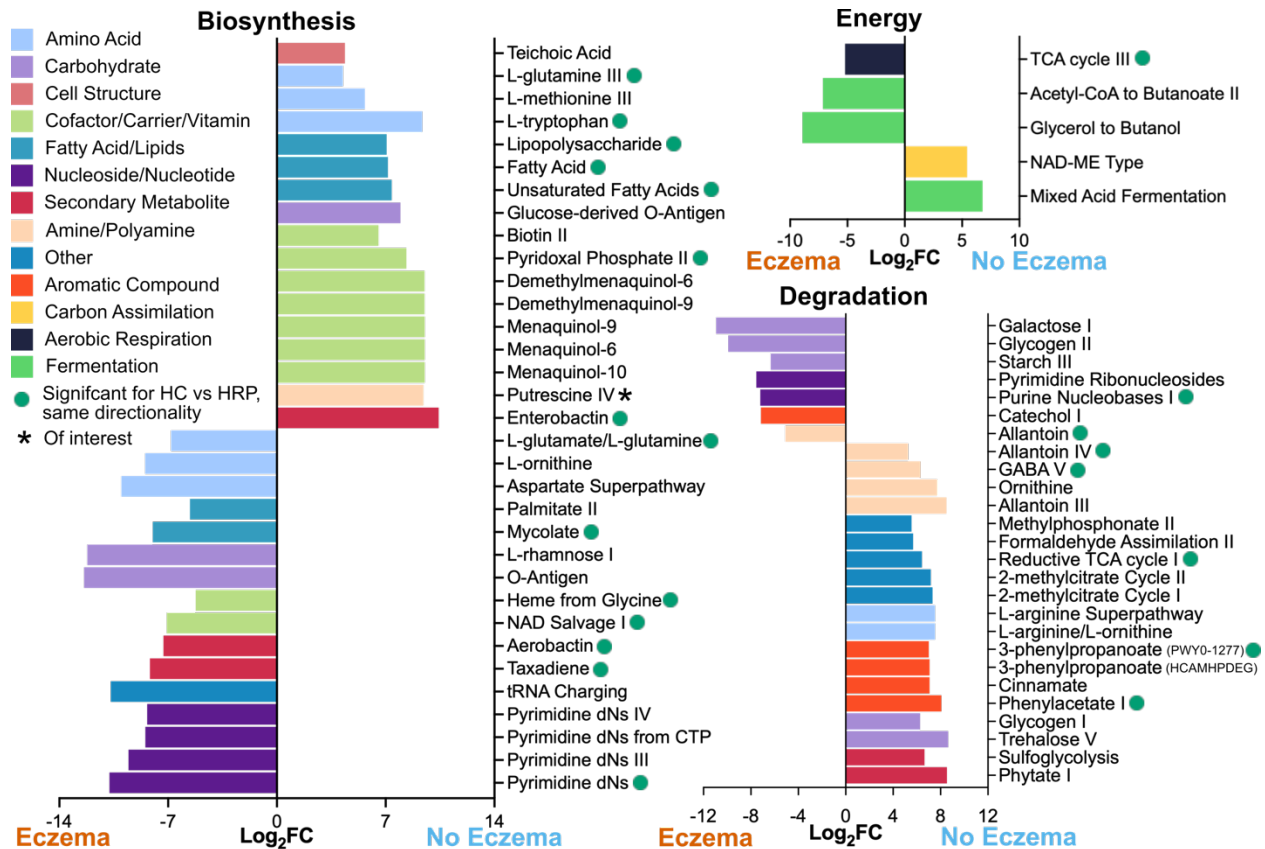 Biosynthesis
Amino Acid
Carbohydrate
Cell Structure
Cofactor/Carrier/Vitamin
Fatty Acid/Lipids
Nucleoside/Nucleotide
Secondary Metabolite
Amine/Polyamine
Other
Aromatic Compound
Carbon Assimilation
Aerobic Respiration
Fermentation
Signifcant for HC vs HRP,
same directionality
* Of interest
Teichoic Acid
L-glutamine III
L-methionine III
L-tryptophan
Lipopolysaccharide
Fatty Acid
Unsaturated Fatty Acids
Glucose-derived O-Antigen
Biotin II
Pyridoxal Phosphate II
Demethylmenaquinol-6
Demethylmenaquinol-9
Menaquinol-9
Menaquinol-6
Menaquinol-10
Putrescine IV *
Enterobactin
L-glutamate/L-glutamine
L-ornithine
Aspartate Superpathway
Palmitate II
Mycolate
L-rhamnose I
O-Antigen
Heme from Glycine
NAD Salvage I
Aerobactin
Taxadiene
tRNA Charging
Pyrimidine dNs IV
Pyrimidine dNs from CTP
Pyrimidine dNs III
Pyrimidine dNs
-14 -7 0 7 14
Eczema Log2FC No Eczema
Energy
TCA cycle III
Acetyl-CoA to Butanoate II
Glycerol to Butanol
NAD-ME Type
Mixed Acid Fermentation
-10 -5 0 5 10
Eczema Log2FC No Eczema
Degradation
Galactose I
Glycogen II
Starch III
Pyrimidine Ribonucleosides
Purine Nucleobases I
Catechol I
Allantoin
Allantoin IV
GABA V
Ornithine
Allantoin III
Methylphosphonate II
Formaldehyde Assimilation II
Reductive TCA cycle I
2-methylcitrate Cycle II
2-methylcitrate Cycle I
L-arginine Superpathway
L-arginine/L-ornithine
3-phenylpropanoate (PWY0-1277)
3-phenylpropanoate (HCAMHPDEG)
Cinnamate
Phenylacetate I
Glycogen I
Trehalose V
Sulfoglycolysis
Phytate I
-12 -8 -4 0 4 8 12
Eczema Log2FC No Eczema